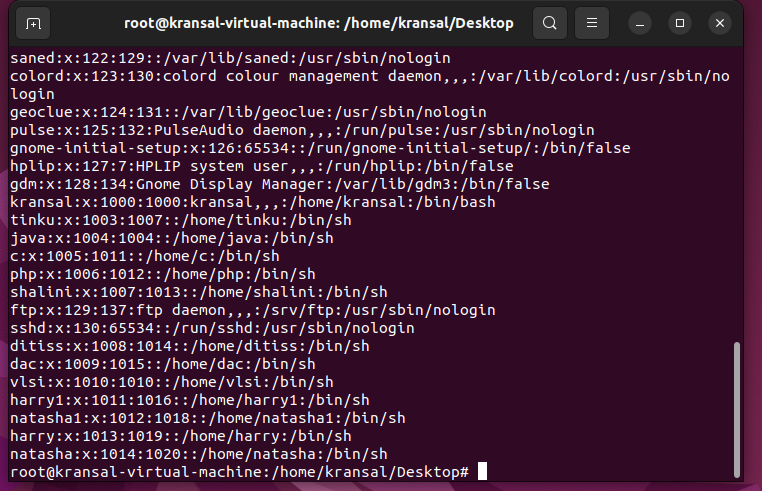 root@kransal-virtual-machine: /home/kransal/Desktop
saned:x:122:129::/var/lib/saned:/usr/sbin/nologin
colord:x:123:130:colord colour management daemon,,,:/var/lib/colord:/usr/sbin/no
login
geoclue:x:124:131::/var/lib/geoclue:/usr/sbin/nologin
pulse:x:125:132:PulseAudio daemon,,,:/run/pulse:/usr/sbin/nologin
gnome-initial-setup:x:126:65534::/run/gnome-initial-setup/:/bin/false
hplip:x:127:7:HPLIP system user,,,:/run/hplip:/bin/false
gdm:x:128:134:Gnome Display Manager:/var/lib/gdm3:/bin/false
kransal:x:1000:1000:kransal,,,:/home/kransal:/bin/bash
tinku:x:1003:1007::/home/tinku:/bin/sh
java:x:1004:1004::/home/java:/bin/sh
c:x:1005:1011::/home/c:/bin/sh
php:x:1006:1012::/home/php:/bin/sh
shalini:x:1007:1013::/home/shalini:/bin/sh
ftp:x:129:137:ftp daemon,,,:/srv/ftp:/usr/sbin/nologin
sshd:x:130:65534::/run/sshd:/usr/sbin/nologin
ditiss:x:1008:1014::/home/ditiss:/bin/sh
dac:x:1009:1015::/home/dac:/bin/sh
vlsi:x:1010:1010::/home/vlsi:/bin/sh
harry1:x:1011:1016::/home/harry1:/bin/sh
natasha1:x:1012:1018::/home/natasha1:/bin/sh
harry:x:1013:1019::/home/harry:/bin/sh
natasha:x:1014:1020::/home/natasha:/bin/sh
root@kransal-virtual-machine:/home/kransal/Desktop#